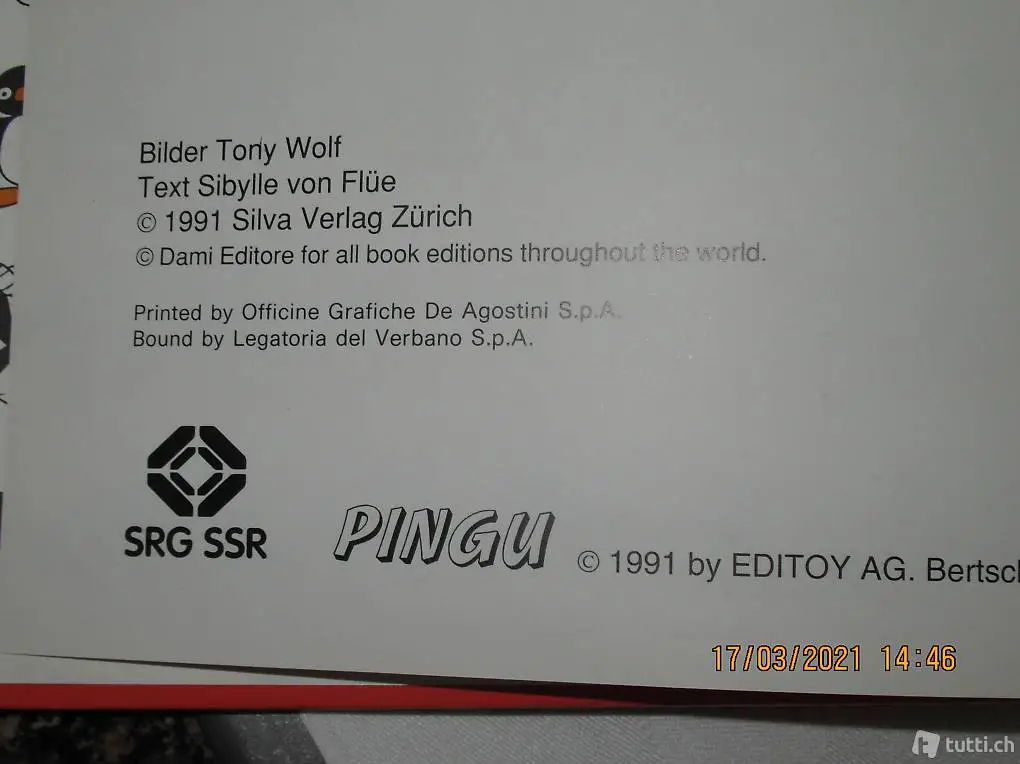 Bilder Tony Wolf
Text Sibylle von Flüe
© 1991 Silva Verlag Zürich
© Dami Editore for all book editions throughout the world.
Printed by Officine Grafiche De Agostini S.p.A.
Bound by Legatoria del Verbano S.p.A.
SRG SSR
PINGU
© 1991 by EDITOY AG. Bertsch
17/03/2021 14:46
tutti.ch